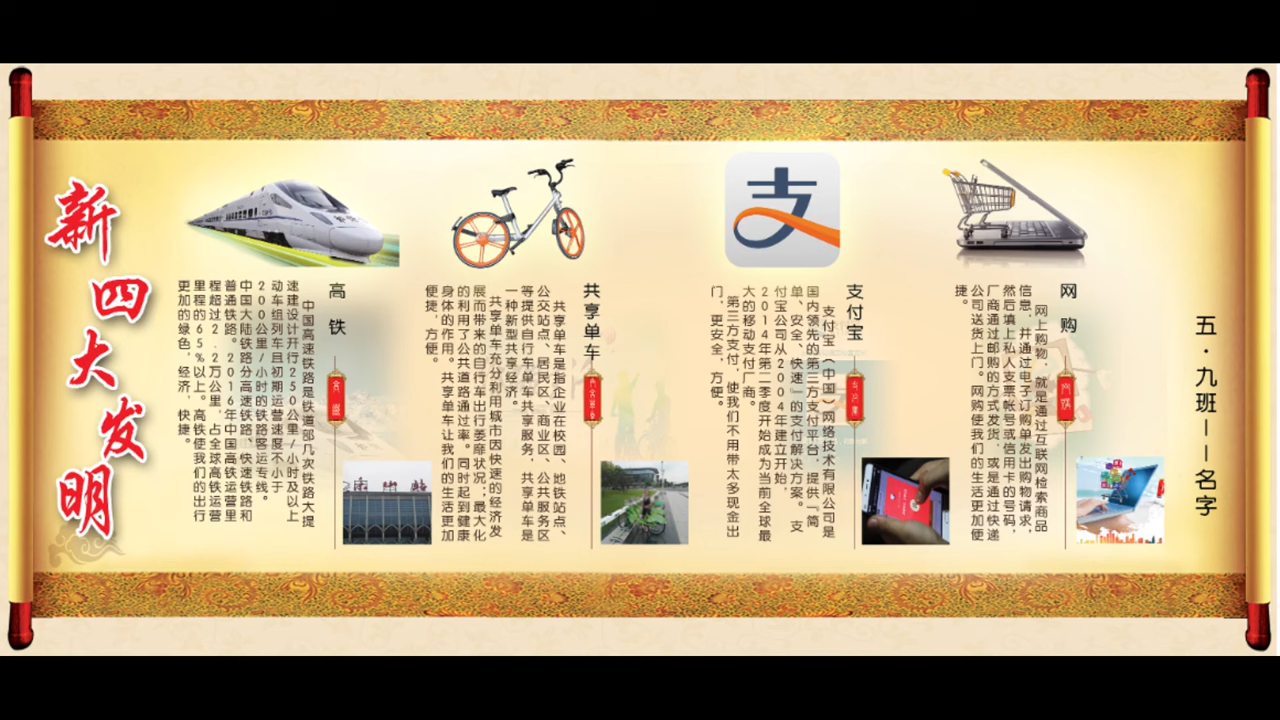 新四大发明
高铁
中国高速铁路是铁道部几次铁路大提
速建设计开行250公里/小时及以上
动车组列车且初期运营速度不小于
200公里/小时的铁路客运专线。
中国大陆铁路分高速铁路、快速铁路和
普通铁路。2016年中国高铁运营里
程超过2.2万公里，占全球高铁运营
里程的65%以上。高铁使我们的出行
更加的绿色，经济，快捷。
共享单车
共享单车是指企业在校园、地铁站点、
公交站点、居民区、商业区、公共服务区
等提供自行车单车共享服务，共享单车是
一种新型共享经济。
共享单车充分利用城市因快速的经济发
展而带来的自行车出行萎靡状况；最大化
的利用了公共道路通过率。同时起到健康
身体的作用。共享单车让我们的生活更加
便捷，方便。
支
支付宝
支付宝（中国）网络技术有限公司是
国内领先的第三方支付平台，提供“简
单、安全、快速”的支付解决方案。支
付宝公司从2004年建立开始，
2014年第二季度开始成为当前全球最
大的移动支付厂商。
第三方支付，使我们不用带太多现金出
门，更安全，方便。
网购
网上购物，就是通过互联网检索商品
信息，并通过电子订购单发出购物请求，
然后填上私人支票帐号或信用卡的号码，
厂商通过邮购的方式发货，或是通过快递
公司送货上门。网购使我们的生活更加便
捷。
五·九班——名字